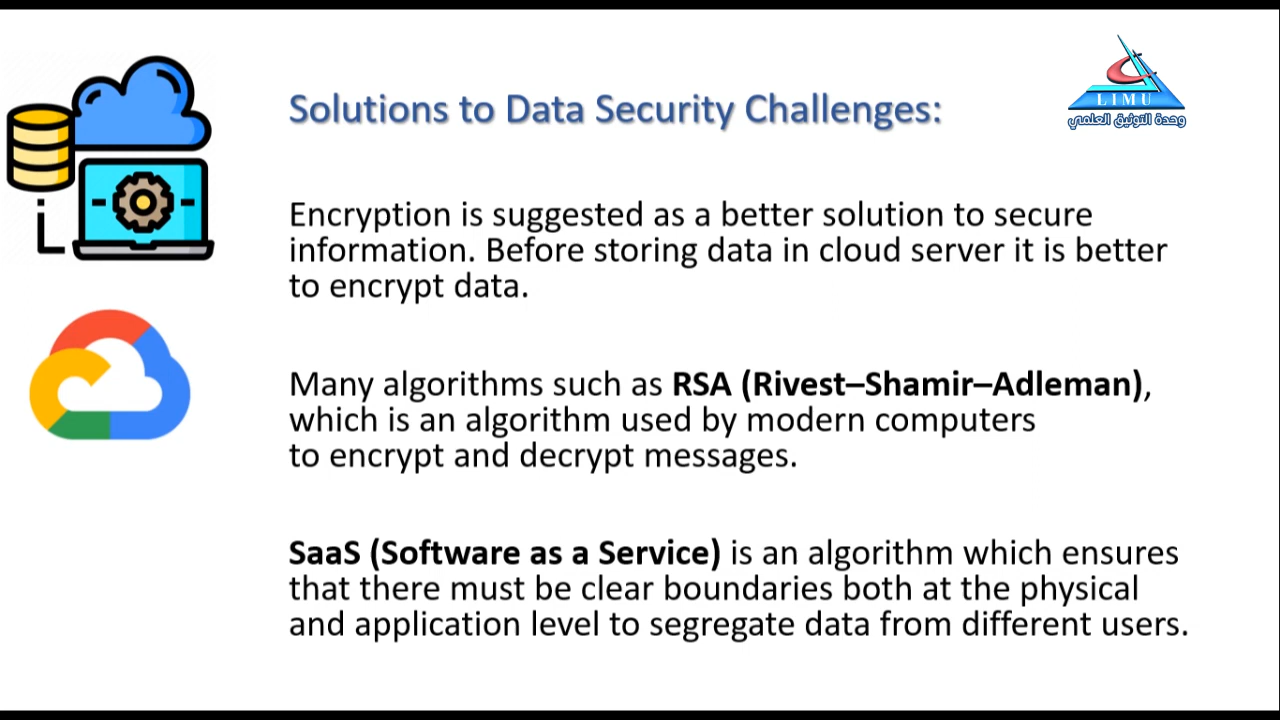 Solutions to Data Security Challenges:
LIMU
وحدة التوثيق العلمي
Encryption is suggested as a better solution to secure
information. Before storing data in cloud server it is better
to encrypt data.
Many algorithms such as RSA (Rivest–Shamir–Adleman),
which is an algorithm used by modern computers
to encrypt and decrypt messages.
SaaS (Software as a Service) is an algorithm which ensures
that there must be clear boundaries both at the physical
and application level to segregate data from different users.